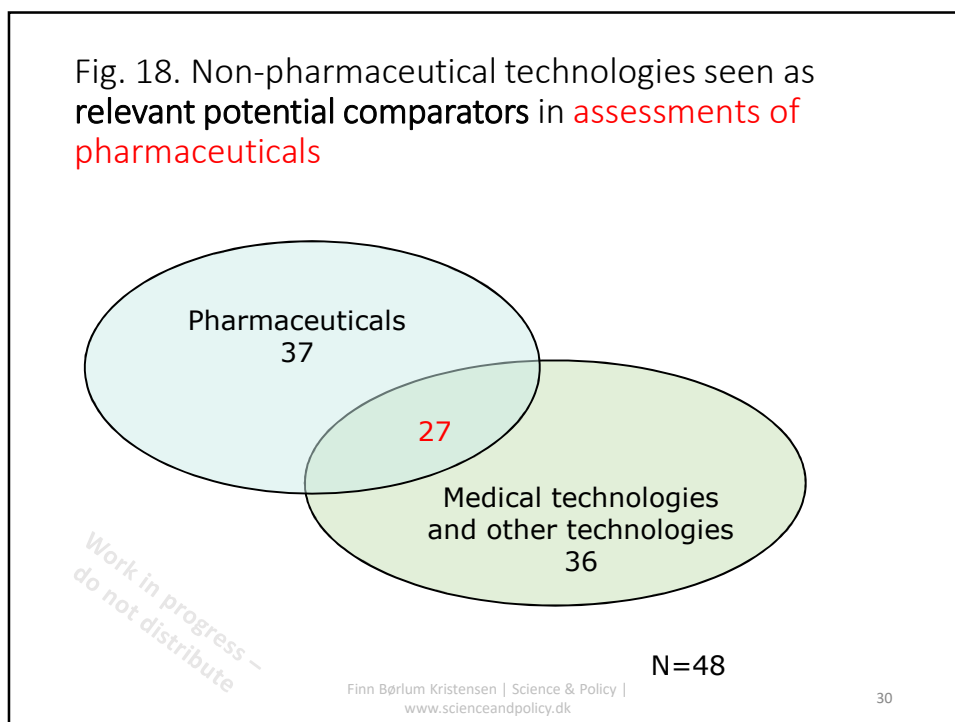 Fig. 18. Non-pharmaceutical technologies seen as
relevant potential comparators in assessments of
pharmaceuticals
Pharmaceuticals
37
27
Medical technologies
and other technologies
36
Work in progress –
do not distribute
N=48
Finn Børlum Kristensen | Science & Policy |
www.scienceandpolicy.dk
30